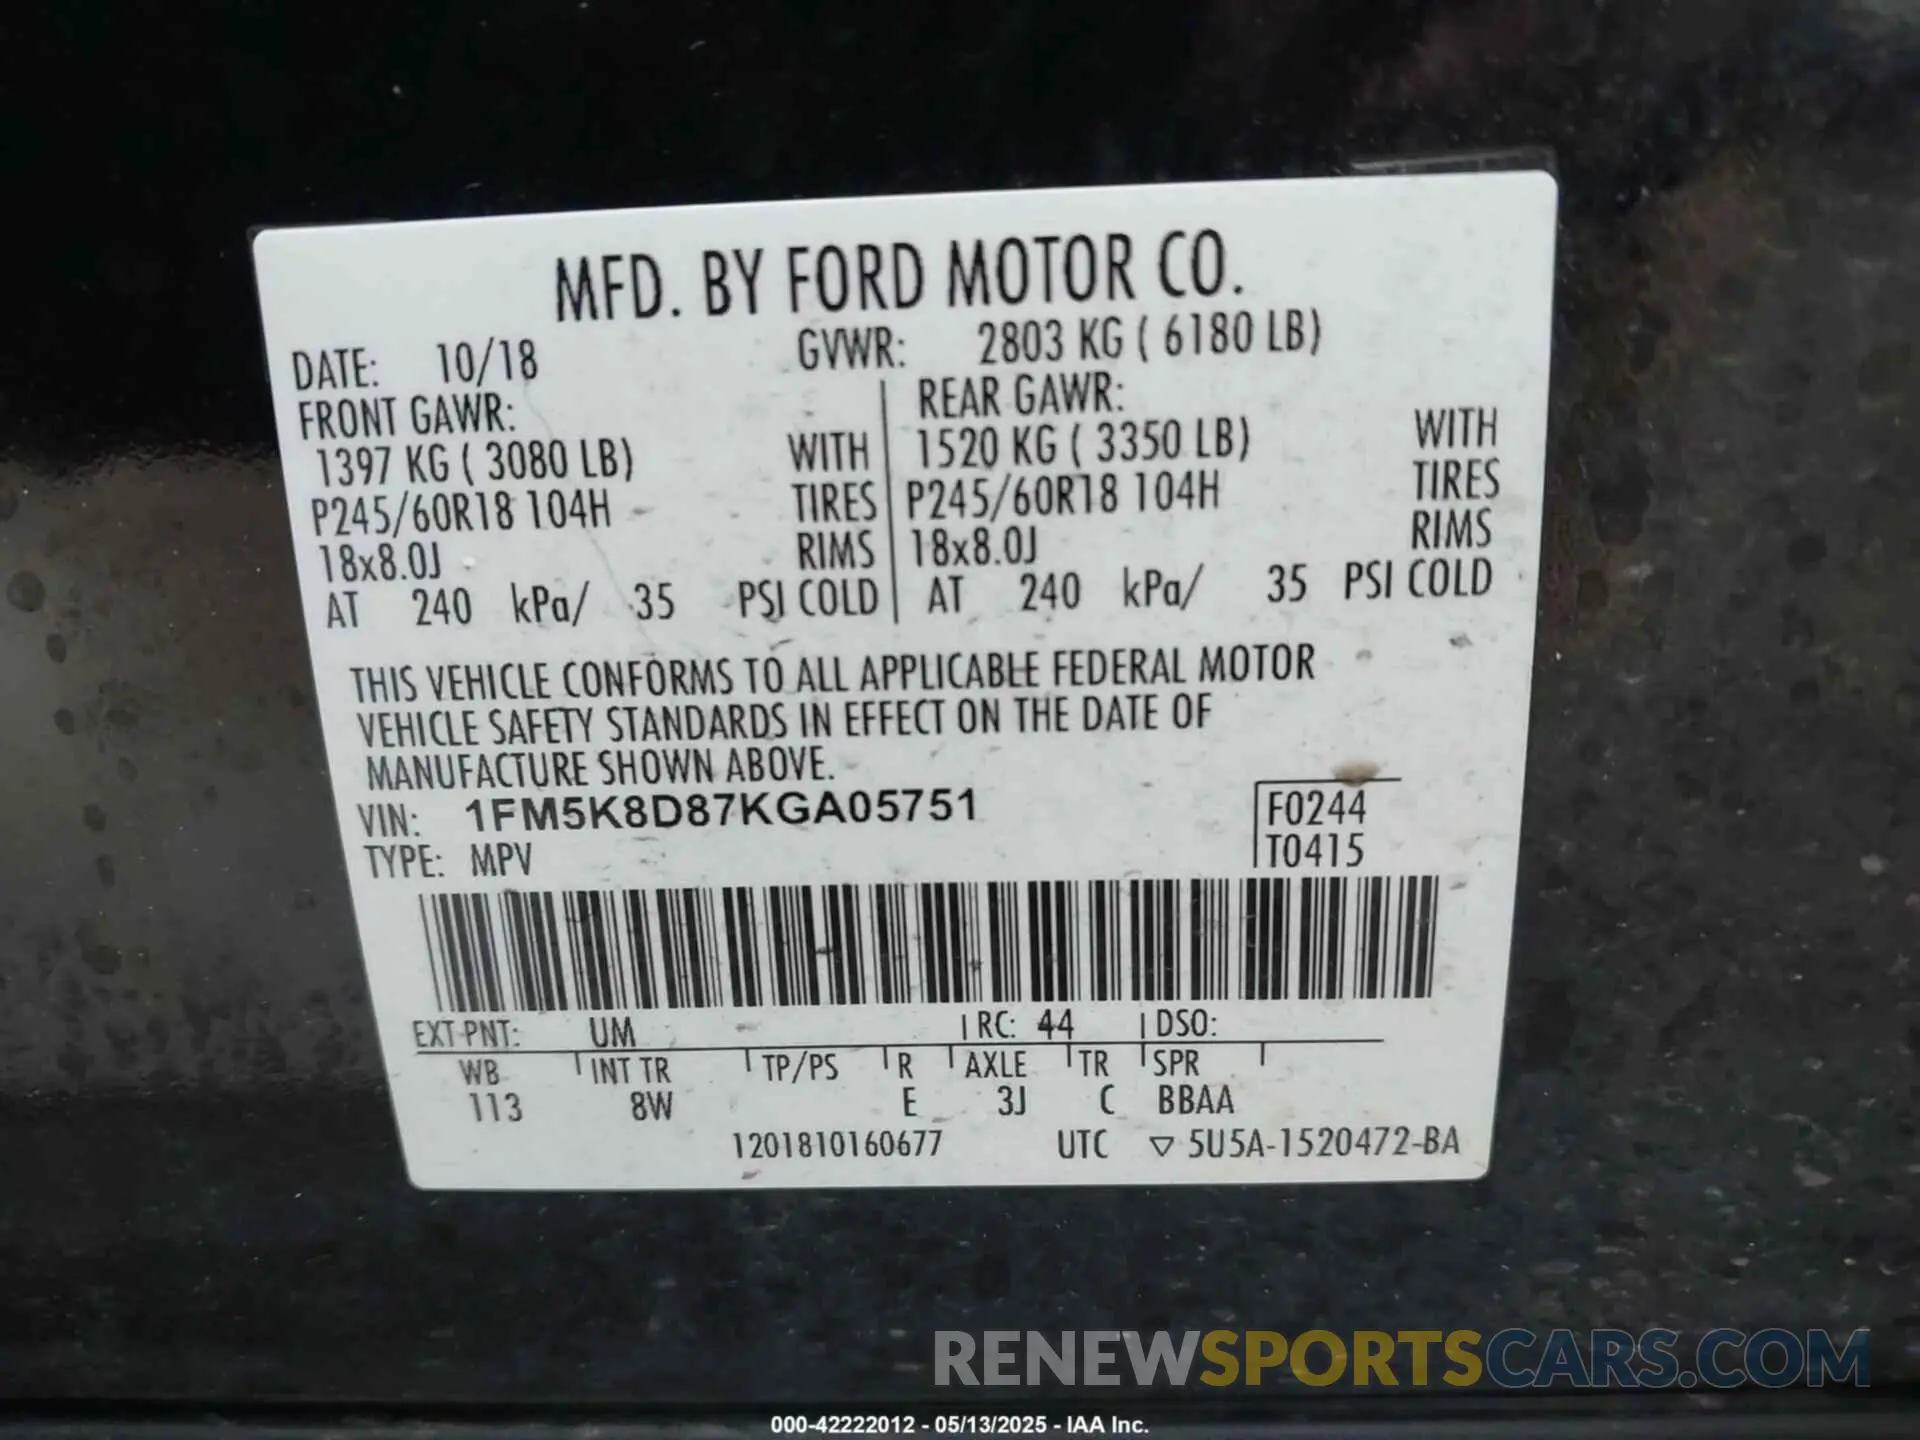 MFD. BY FORD MOTOR CO.
DATE: 10/18 GVWR: 2803 KG ( 6180 LB)
FRONT GAWR: REAR GAWR:
1397 KG ( 3080 LB) WITH 1520 KG ( 3350 LB) WITH
P245/60R18 104H TIRES P245/60R18 104H TIRES
18x8.0J RIMS 18x8.0J RIMS
AT 240 kPa/ 35 PSI COLD AT 240 kPa/ 35 PSI COLD
THIS VEHICLE CONFORMS TO ALL APPLICABLE FEDERAL MOTOR
VEHICLE SAFETY STANDARDS IN EFFECT ON THE DATE OF
MANUFACTURE SHOWN ABOVE.
VIN: 1FM5K8D87KGA05751 F0244
TYPE: MPV T0415
EXT PNT: UM RC: 44 DSO:
WB INT TR TP/PS R AXLE TR SPR
113 8W E 3J C BBAA
1201810160677 UTC ▽ 5U5A-1520472-BA
RENEWSPORTSCARS.COM
000-42222012 - 05/13/2025 - IAA Inc.